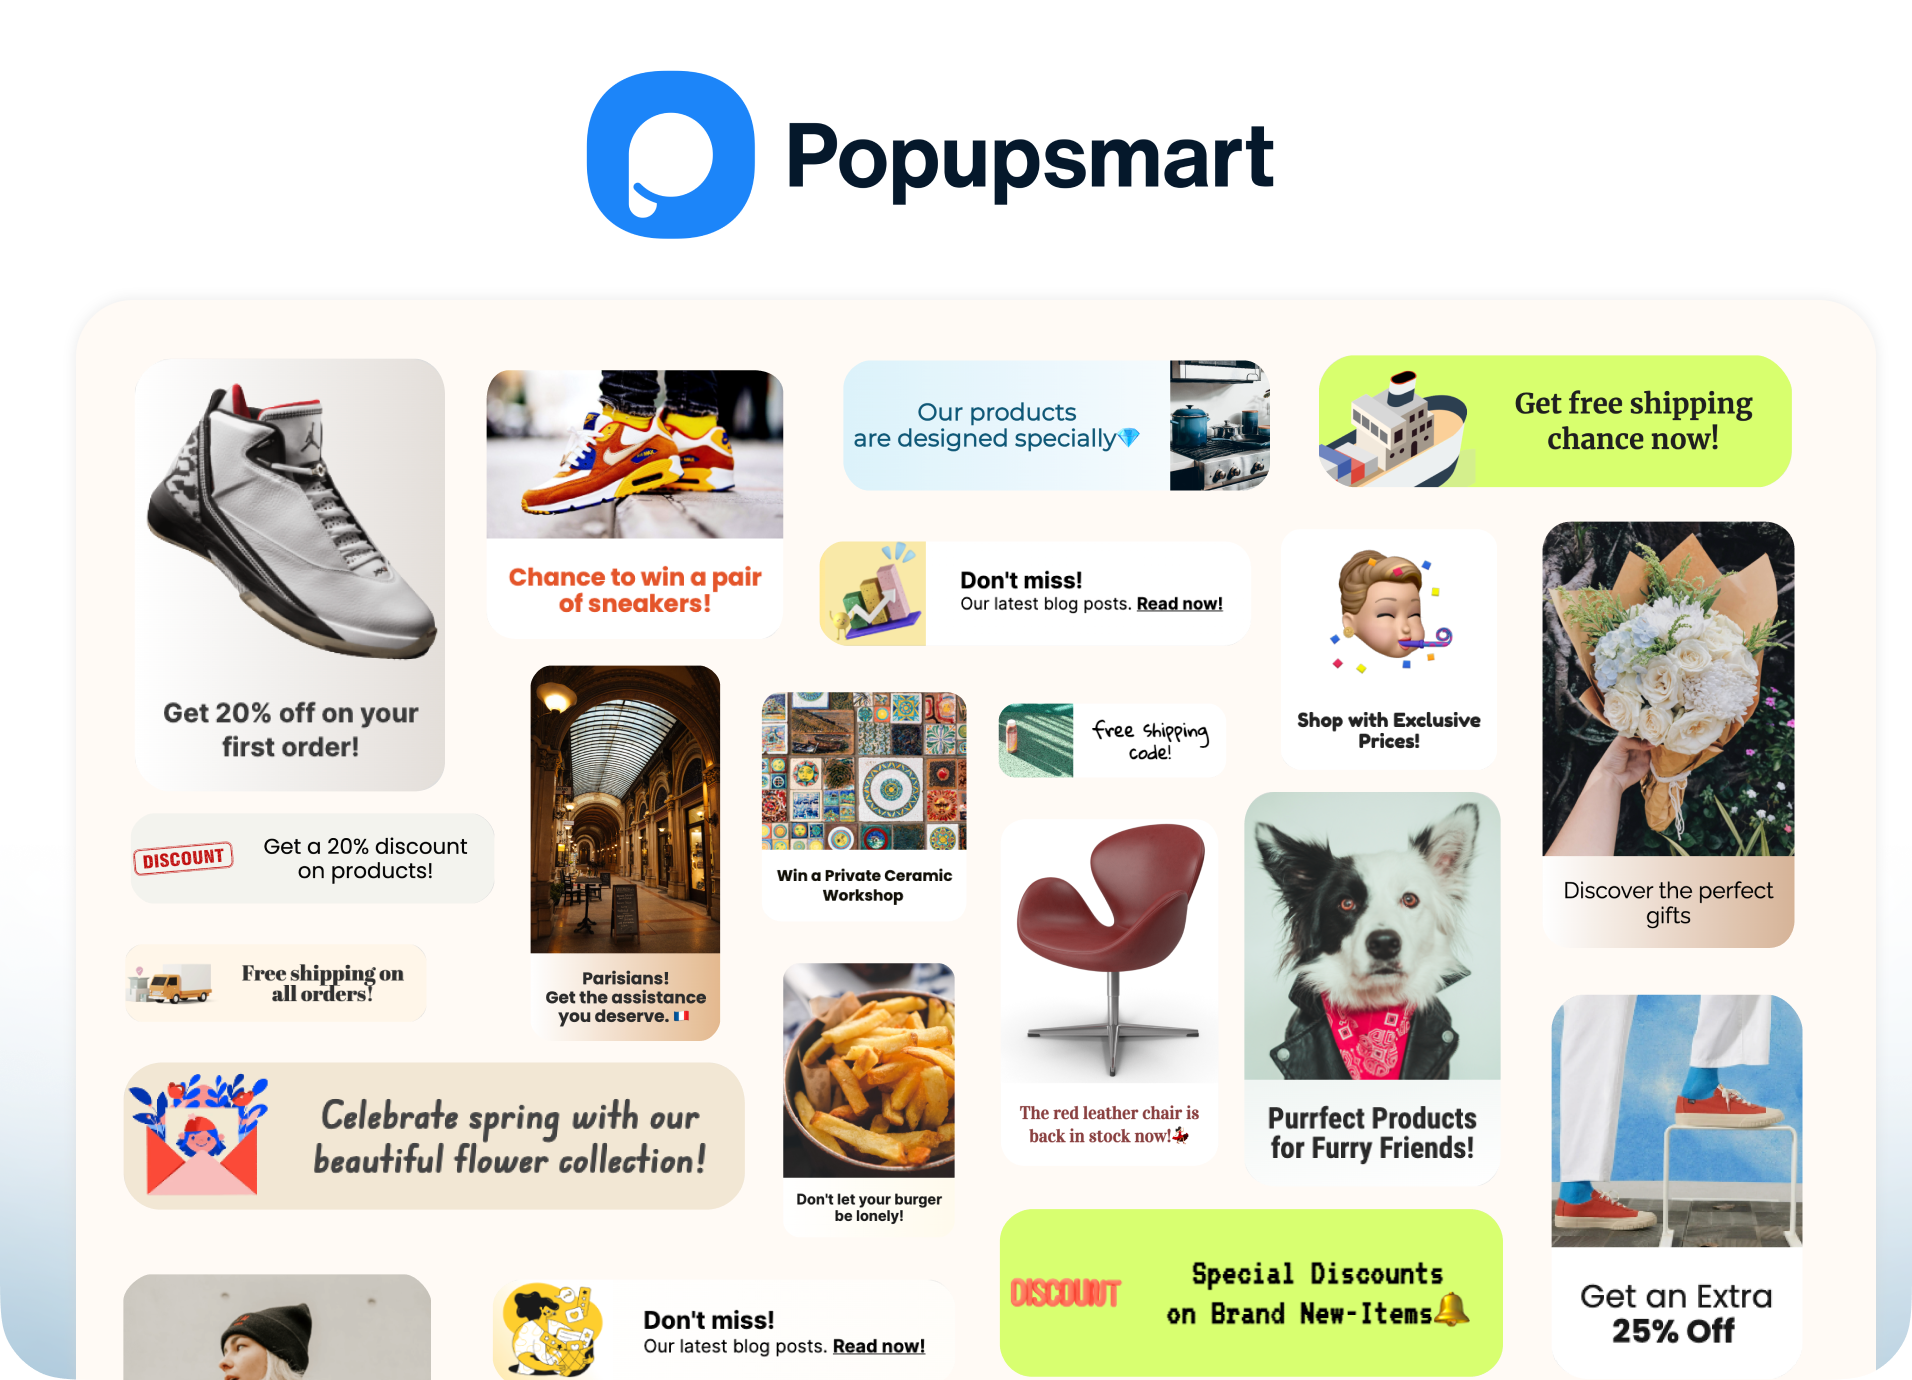 Popupsmart
Get 20% off on your
first order!
Chance to win a pair
of sneakers!
Our products
are designed specially💎
Get free shipping
chance now!
Don't miss!
Our latest blog posts. Read now!
Shop with Exclusive
Prices!
Discover the perfect
gifts
free shipping
code!
Win a Private Ceramic
Workshop
Parisians!
Get the assistance
you deserve. 🇫🇷
DISCOUNT
Get a 20% discount
on products!
Free shipping on
all orders!
Celebrate spring with our
beautiful flower collection!
Don't let your burger
be lonely!
The red leather chair is
back in stock now!💃
Purrfect Products
for Furry Friends!
Get an Extra
25% Off
DISCOUNT
Special Discounts
on Brand New-Items🔔
Don't miss!
Our latest blog posts. Read now!